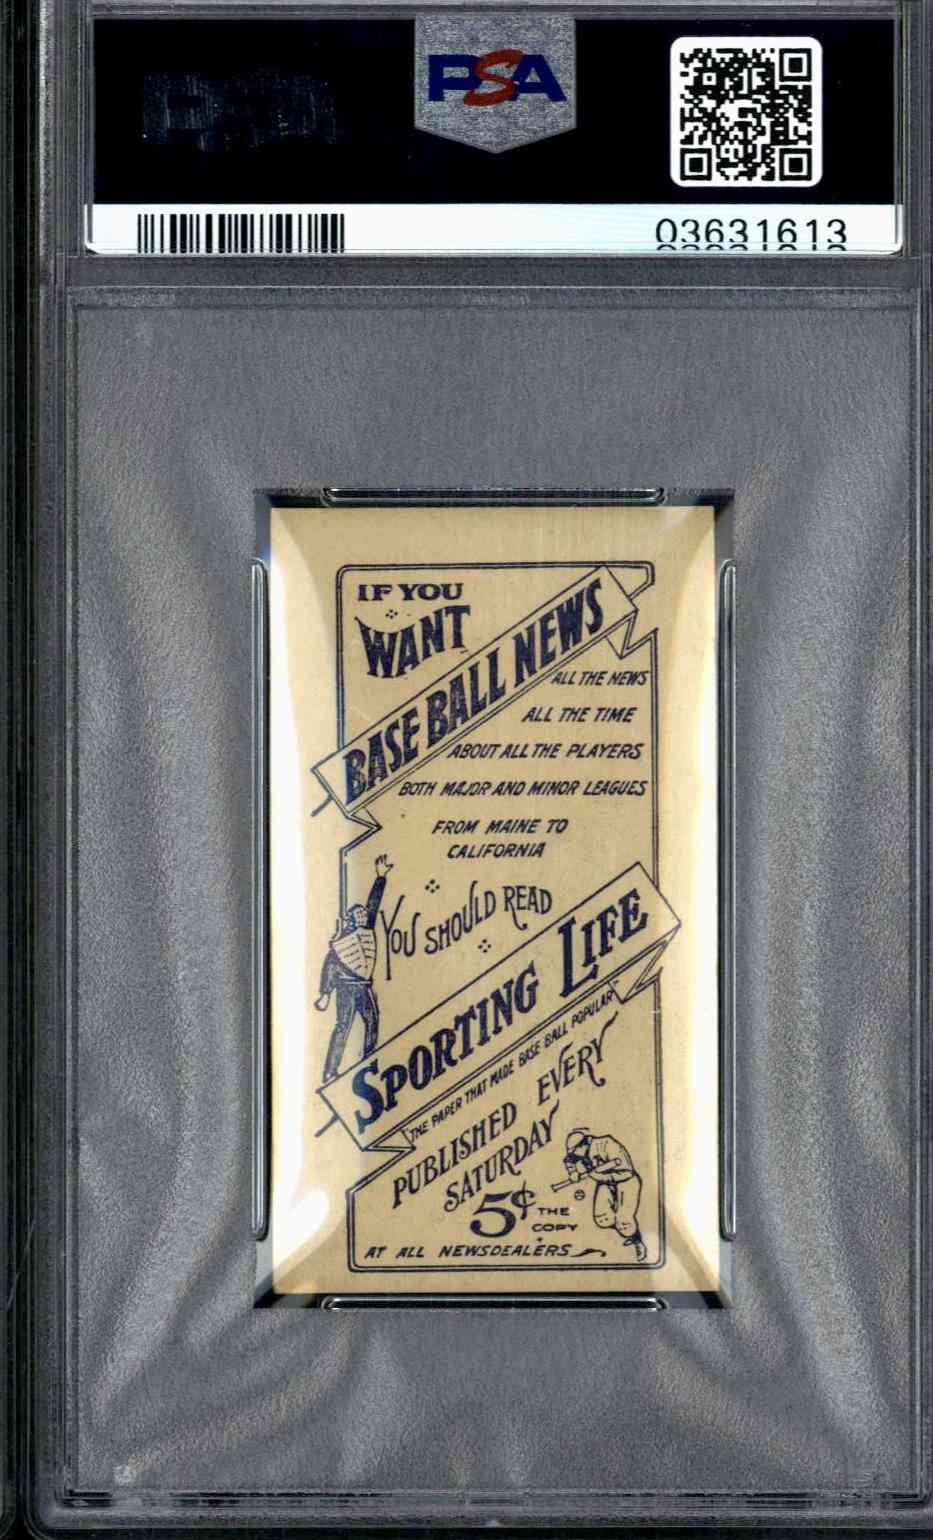 PSA
03631613
IF YOU
WANT
BASE BALL NEWS
ALL THE NEWS
ALL THE TIME
ABOUT ALL THE PLAYERS
BOTH MAJOR AND MINOR LEAGUES
FROM MAINE TO
CALIFORNIA
YOU SHOULD READ
SPORTING LIFE
"THE PAPER THAT MADE BASE BALL POPULAR"
PUBLISHED EVERY
SATURDAY
5¢ THE
COPY
AT ALL NEWSDEALERS